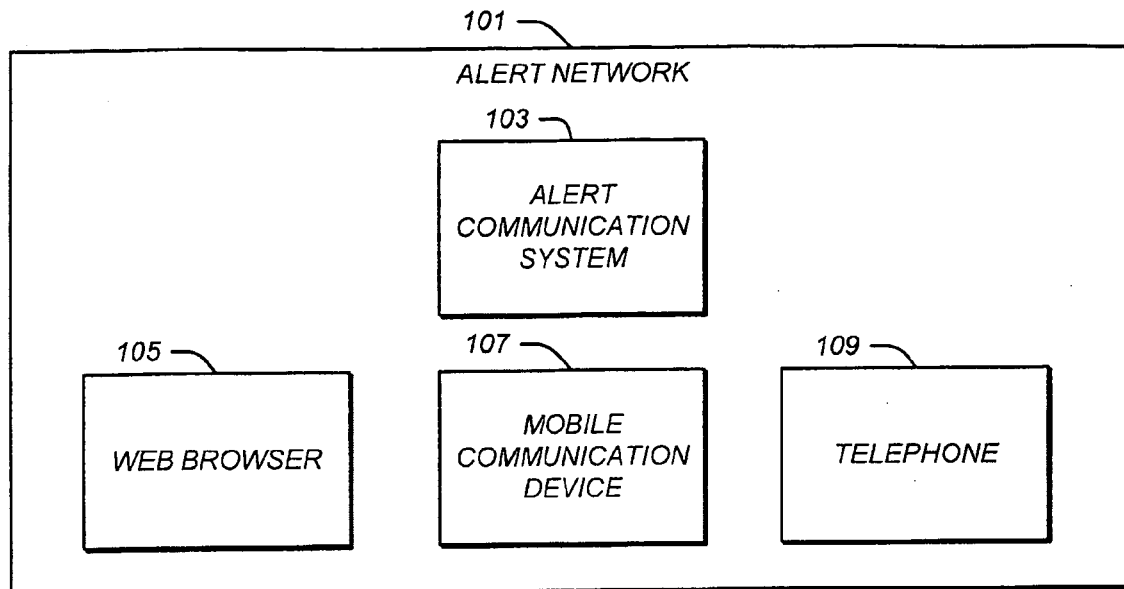 101
ALERT NETWORK
103
ALERT
COMMUNICATION
SYSTEM
105
107
109
WEB BROWSER
MOBILE
COMMUNICATION
DEVICE
TELEPHONE